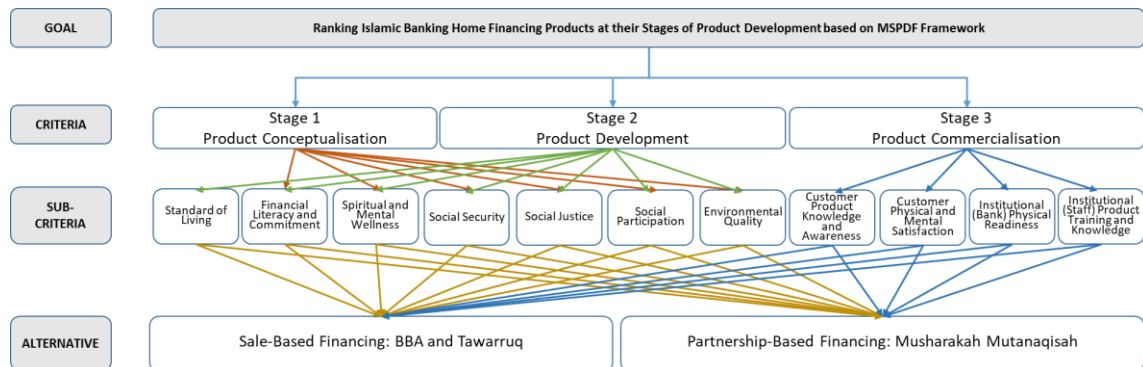 GOAL
Ranking Islamic Banking Home Financing Products at their Stages of Product Development based on MSPDF Framework
CRITERIA
Stage 1
Product Conceptualisation
Stage 2
Product Development
Stage 3
Product Commercialisation
SUB-
CRITERIA
Standard of
Living
Financial
Literacy and
Commitment
Spiritual and
Mental
Wellness
Social Security
Social Justice
Social
Participation
Environmental
Quality
Customer
Product
Knowledge
and
Awareness
Customer
Physical and
Mental
Satisfaction
Institutional
(Bank) Physical
Readiness
Institutional
(Staff) Product
Training and
Knowledge
ALTERNATIVE
Sale-Based Financing: BBA and Tawarruq
Partnership-Based Financing: Musharakah Mutanaqisah